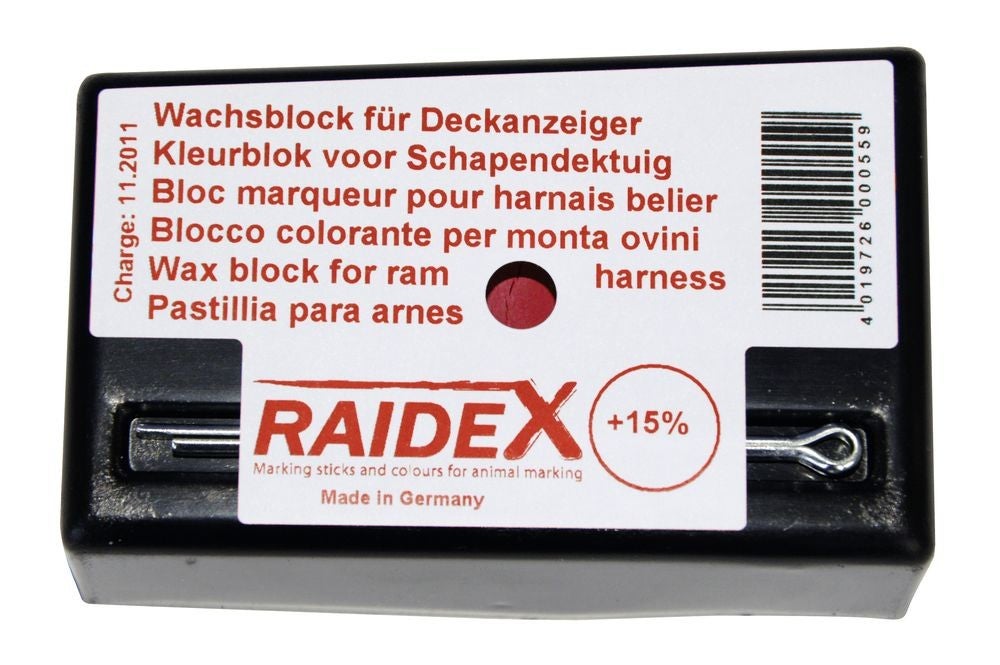 Wachsblock für Deckanzeiger
Kleurblok voor Schapendektuig
Bloc marqueur pour harnais belier
Blocco colorante per monta ovini
Wax block for ram harness
Pastillia para arnes
Charge: 11.2011
4 019726 000559
RAIDEX
Marking sticks and colours for animal marking
Made in Germany
+15%